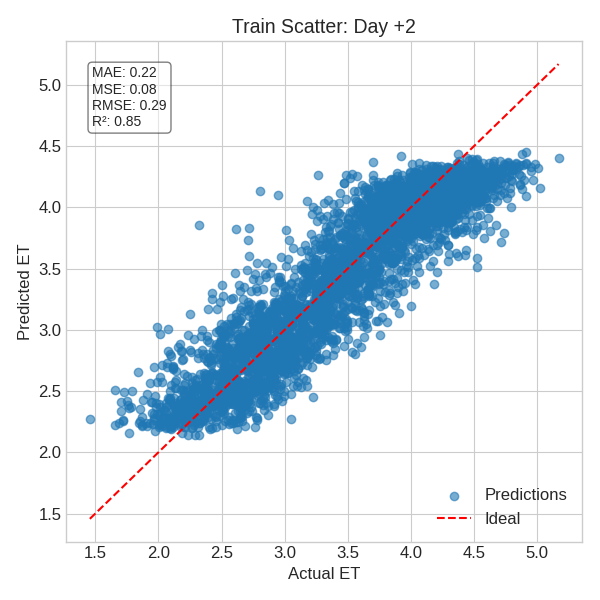 Train Scatter: Day +2
MAE: 0.22
MSE: 0.08
RMSE: 0.29
R²: 0.85
Predicted ET
5.0
4.5
4.0
3.5
3.0
2.5
2.0
1.5
Predictions
Ideal
1.5 2.0 2.5 3.0 3.5 4.0 4.5 5.0
Actual ET